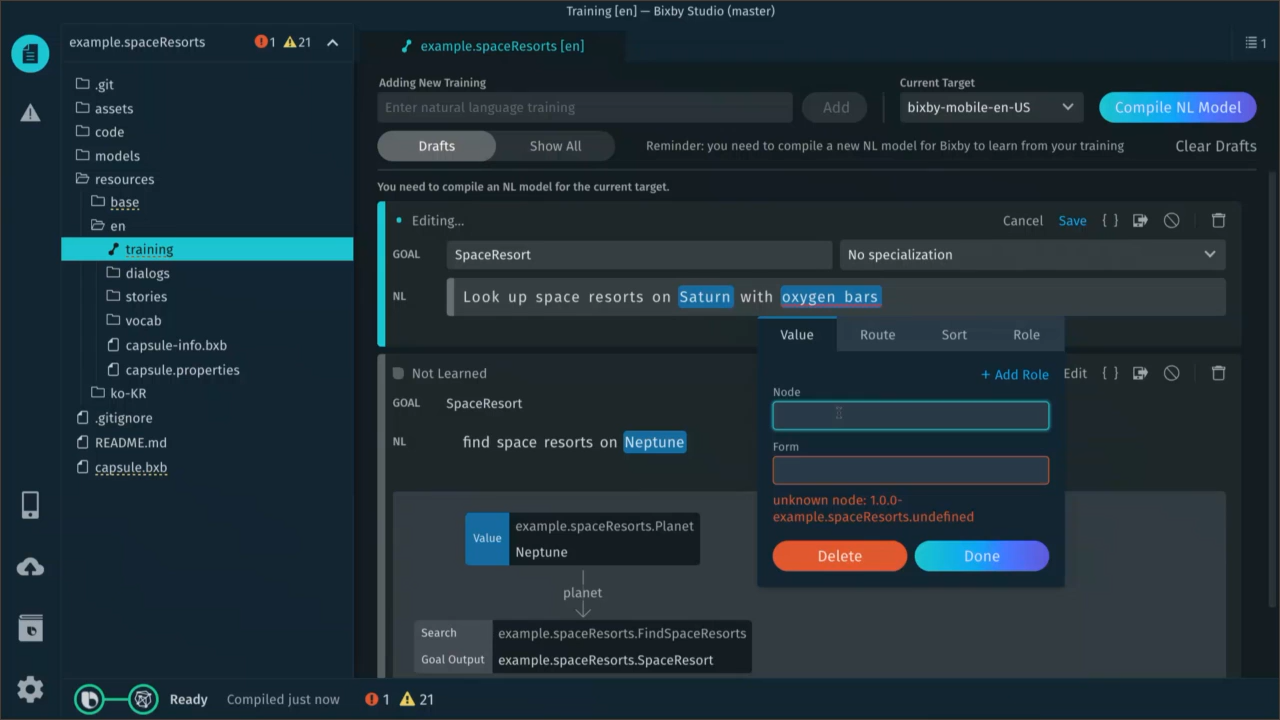 Training [en] — Bixby Studio (master)
example.spaceResorts
1
21
example.spaceResorts [en]
1
.git
assets
code
models
resources
base
en
training
dialogs
stories
vocab
capsule-info.bxb
capsule.properties
ko-KR
.gitignore
README.md
capsule.bxb
Adding New Training
Current Target
Enter natural language training
Add
bixby-mobile-en-US
Compile NL Model
Drafts
Show All
Reminder: you need to compile a new NL model for Bixby to learn from your training
Clear Drafts
You need to compile an NL model for the current target.
Editing...
Cancel
Save
{ }
GOAL
SpaceResort
No specialization
NL
Look up space resorts on Saturn with oxygen bars
Value
Route
Sort
Role
+ Add Role
Node
Form
unknown node: 1.0.0-
example.spaceResorts.undefined
Delete
Done
Not Learned
Edit
{ }
GOAL
SpaceResort
NL
find space resorts on Neptune
Value
example.spaceResorts.Planet
Neptune
planet
Search
example.spaceResorts.FindSpaceResorts
Goal Output
example.spaceResorts.SpaceResort
Ready
Compiled just now
1
21